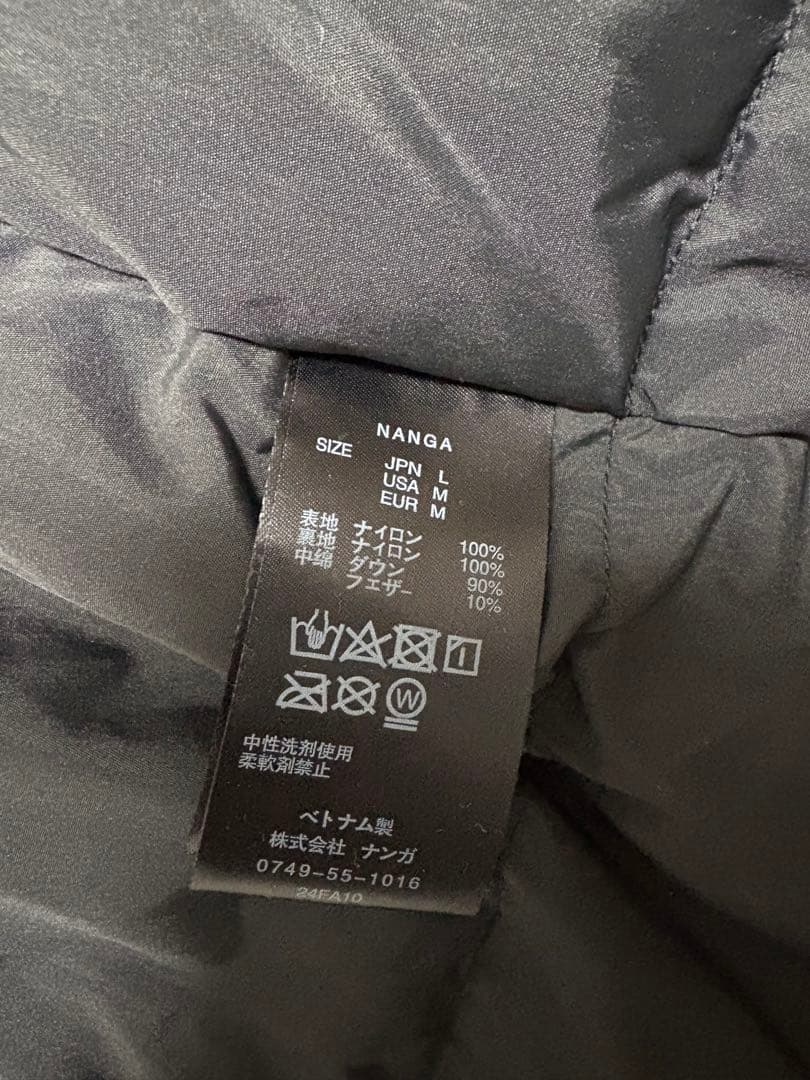 NANGA
SIZE JPN L
USA M
EUR M
表地 ナイロン 100%
裏地 ナイロン 100%
中綿 ダウン 90%
フェザー 10%
W
中性洗剤使用
柔軟剤禁止
ベトナム製
株式会社 ナンガ
0749-55-1016
24FA10